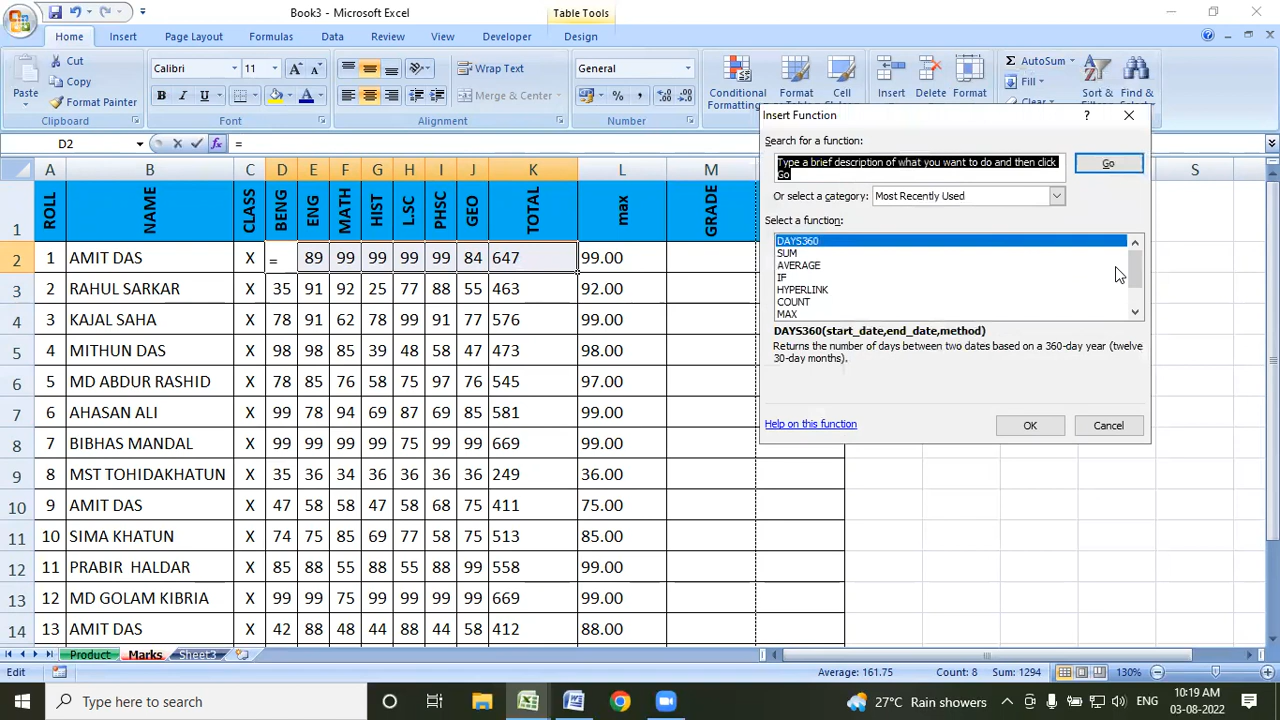 Book3 - Microsoft Excel
Table Tools
Home Insert Page Layout Formulas Data Review View Developer Design
Paste
Cut
Copy
Format Painter
Clipboard
Calibri 11
B I U
Font
Wrap Text
Merge & Center
Alignment
General
Number
Conditional Formatting
Format
Cell
Insert Delete Format
AutoSum
Fill
Clear
Sort &
Find &
D2
=
A B C D E F G H I J K L M S
1 ROLL NAME CLASS BENG ENG MATH HIST L.SC PHSC GEO TOTAL max GRADE
2 1 AMIT DAS X = 89 99 99 99 99 84 647 99.00
3 2 RAHUL SARKAR X 35 91 92 25 77 88 55 463 92.00
4 3 KAJAL SAHA X 78 91 62 78 99 91 77 576 99.00
5 4 MITHUN DAS X 98 98 85 39 48 58 47 473 98.00
6 5 MD ABDUR RASHID X 78 85 76 58 75 97 76 545 97.00
7 6 AHASAN ALI X 99 78 94 69 87 69 85 581 99.00
8 7 BIBHAS MANDAL X 99 99 99 99 75 99 99 669 99.00
9 8 MST TOHIDAKHATUN X 35 34 36 36 36 36 36 249 36.00
10 9 AMIT DAS X 47 58 58 47 58 68 75 411 75.00
11 10 SIMA KHATUN X 74 75 85 69 77 58 75 513 85.00
12 11 PRABIR HALDAR X 85 88 55 88 55 88 99 558 99.00
13 12 MD GOLAM KIBRIA X 99 99 75 99 99 99 99 669 99.00
14 13 AMIT DAS X 42 88 48 44 88 44 58 412 88.00
Insert Function
Search for a function:
Type a brief description of what you want to do and then click
Go
Go
Or select a category: Most Recently Used
Select a function:
DAYS360
SUM
AVERAGE
IF
HYPERLINK
COUNT
MAX
DAYS360(start_date,end_date,method)
Returns the number of days between two dates based on a 360-day year (twelve
30-day months).
Help on this function
OK
Cancel
Product Marks Sheet3
Edit
Average: 161.75 Count: 8 Sum: 1294
130%
Type here to search
27°C Rain showers
ENG
10:19 AM
03-08-2022